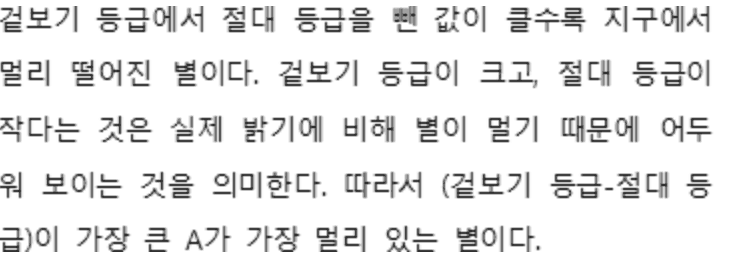 겉보기 등급에서 절대 등급을 뺀 값이 클수록 지구에서
멀리 떨어진 별이다. 겉보기 등급이 크고, 절대 등급이
작다는 것은 실제 밝기에 비해 별이 멀기 때문에 어두
워 보이는 것을 의미한다. 따라서 (겉보기 등급-절대 등
급)이 가장 큰 A가 가장 멀리 있는 별이다.